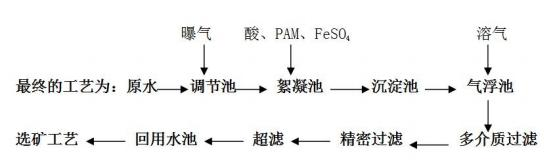 曝气 酸、PAM、FeSO₄ 溶气
最终的工艺为：原水 调节池 絮凝池 沉淀池 气浮池
选矿工艺 回用水池 超滤 精密过滤 多介质过滤